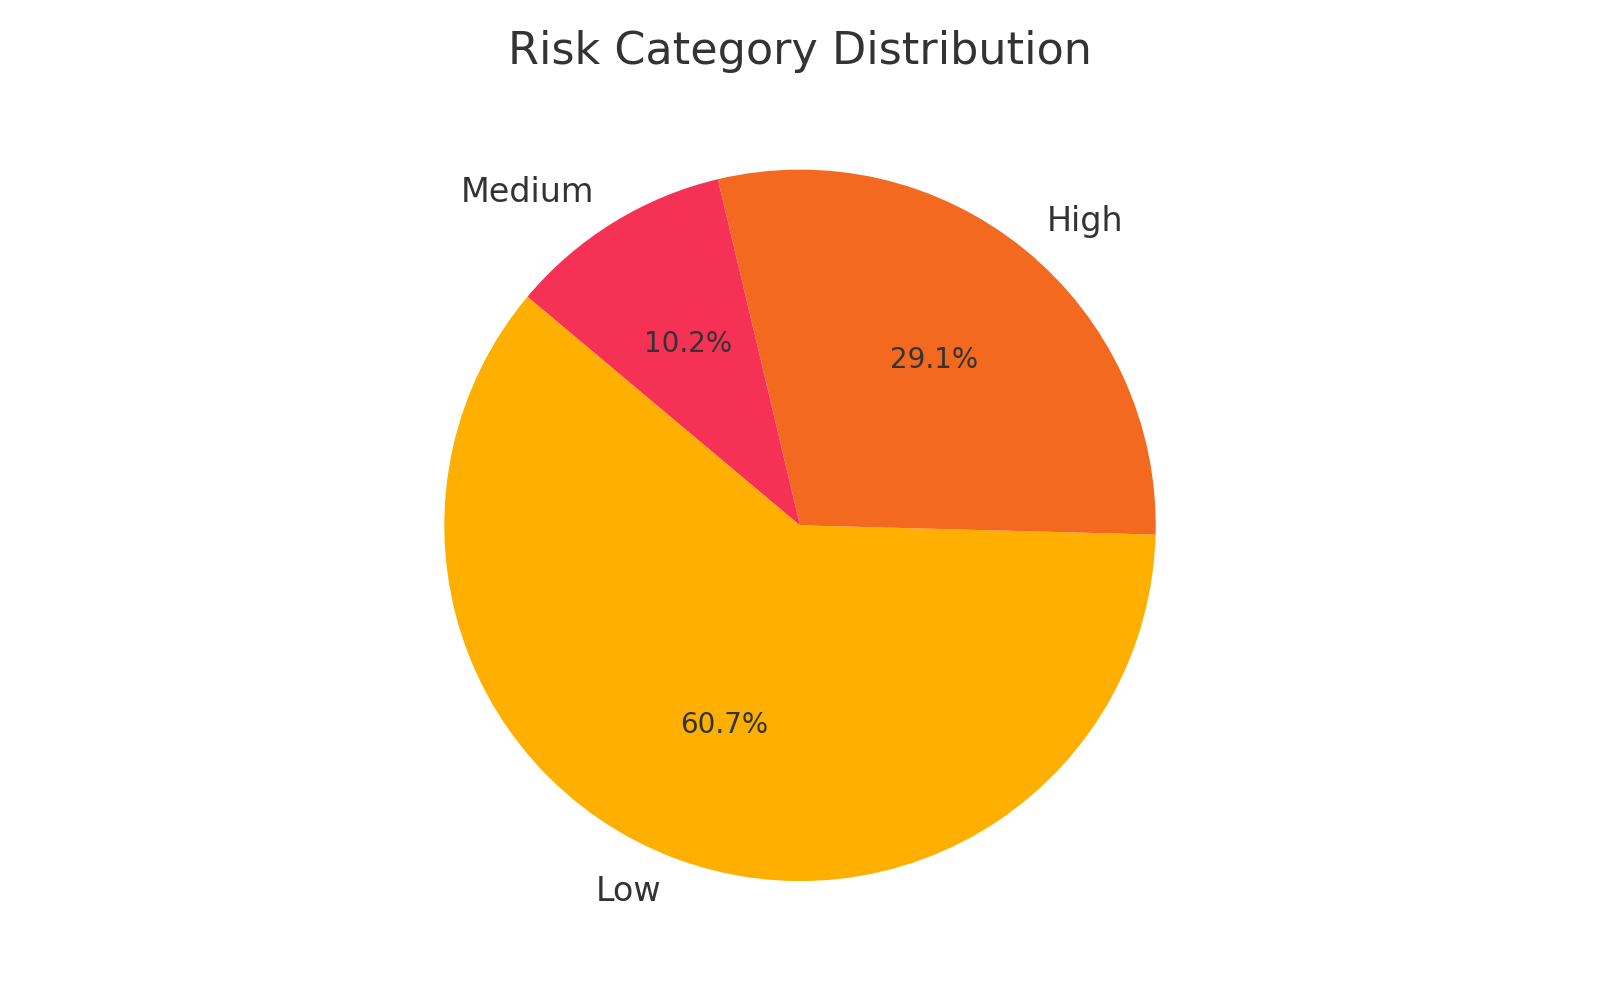 Risk Category Distribution
Medium
High
10.2%
29.1%
60.7%
Low